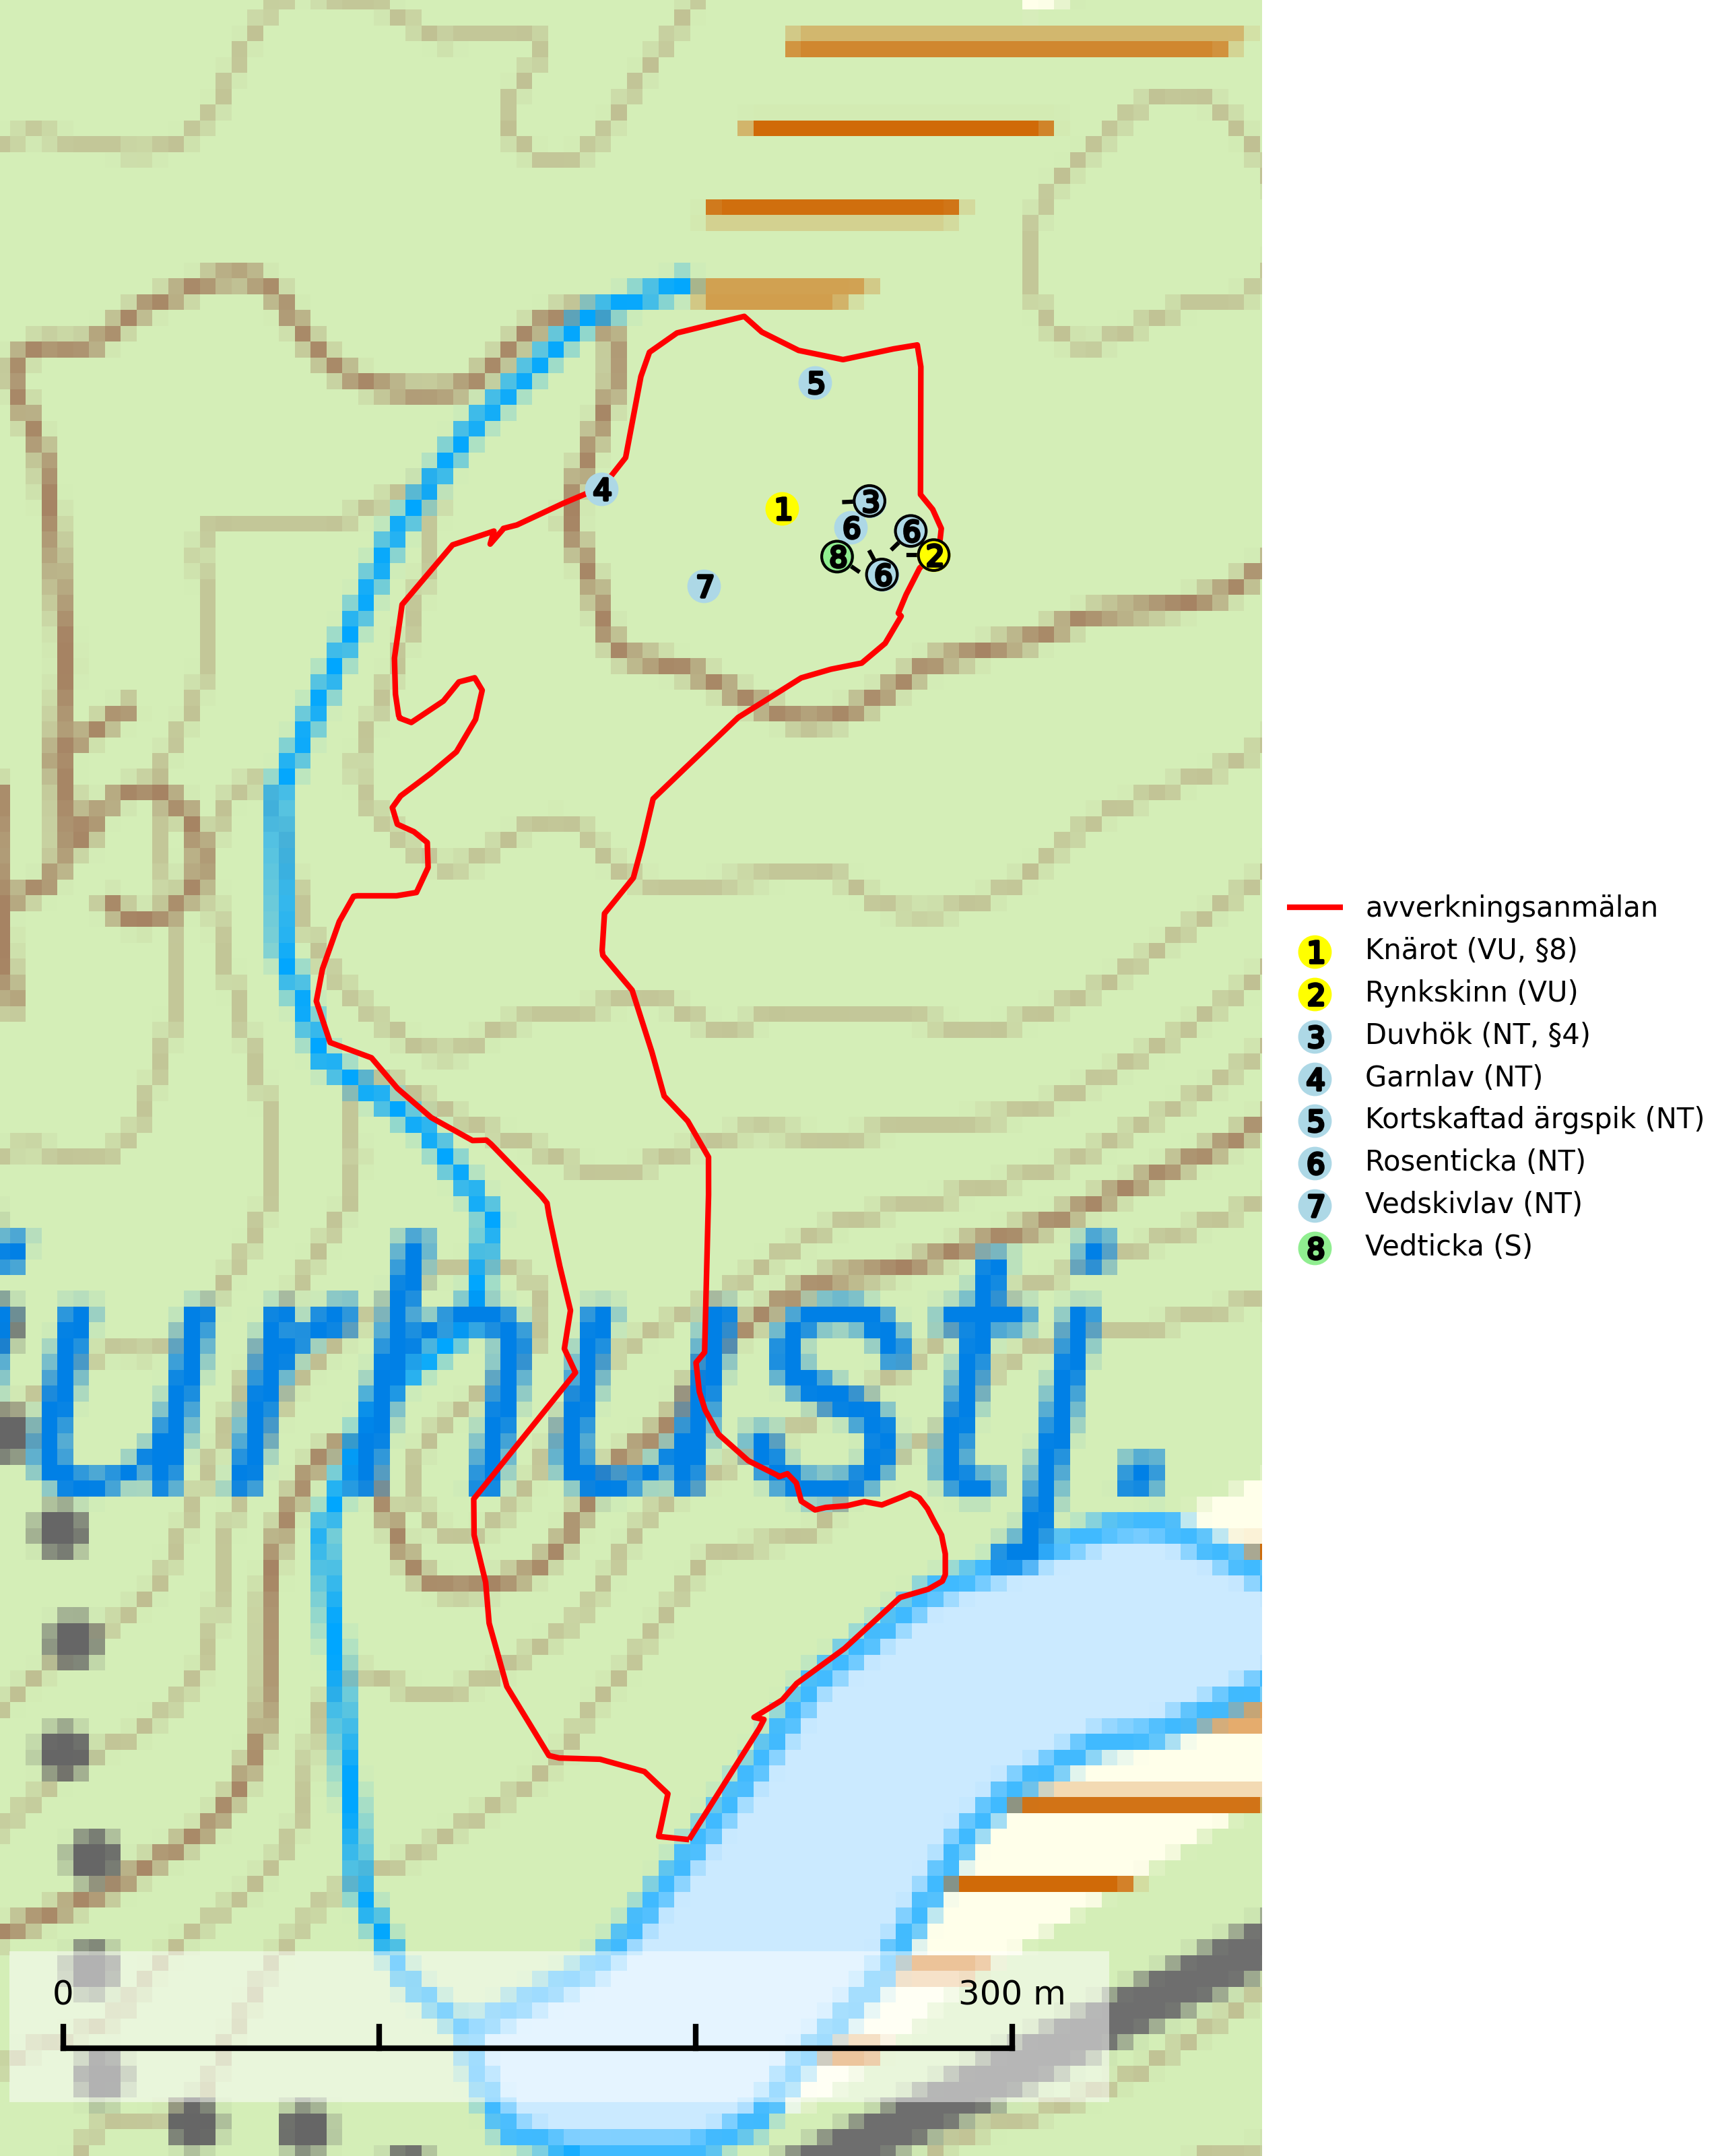 5
4
1
3
6
6
8
2
6
7
urhustj.
0
300 m
avverkningsanmälan
1 Knärot (VU, §8)
2 Rynkskinn (VU)
3 Duvhök (NT, §4)
4 Garnlav (NT)
5 Kortskaftad ärgspik (NT)
6 Rosenticka (NT)
7 Vedskivlav (NT)
8 Vedticka (S)